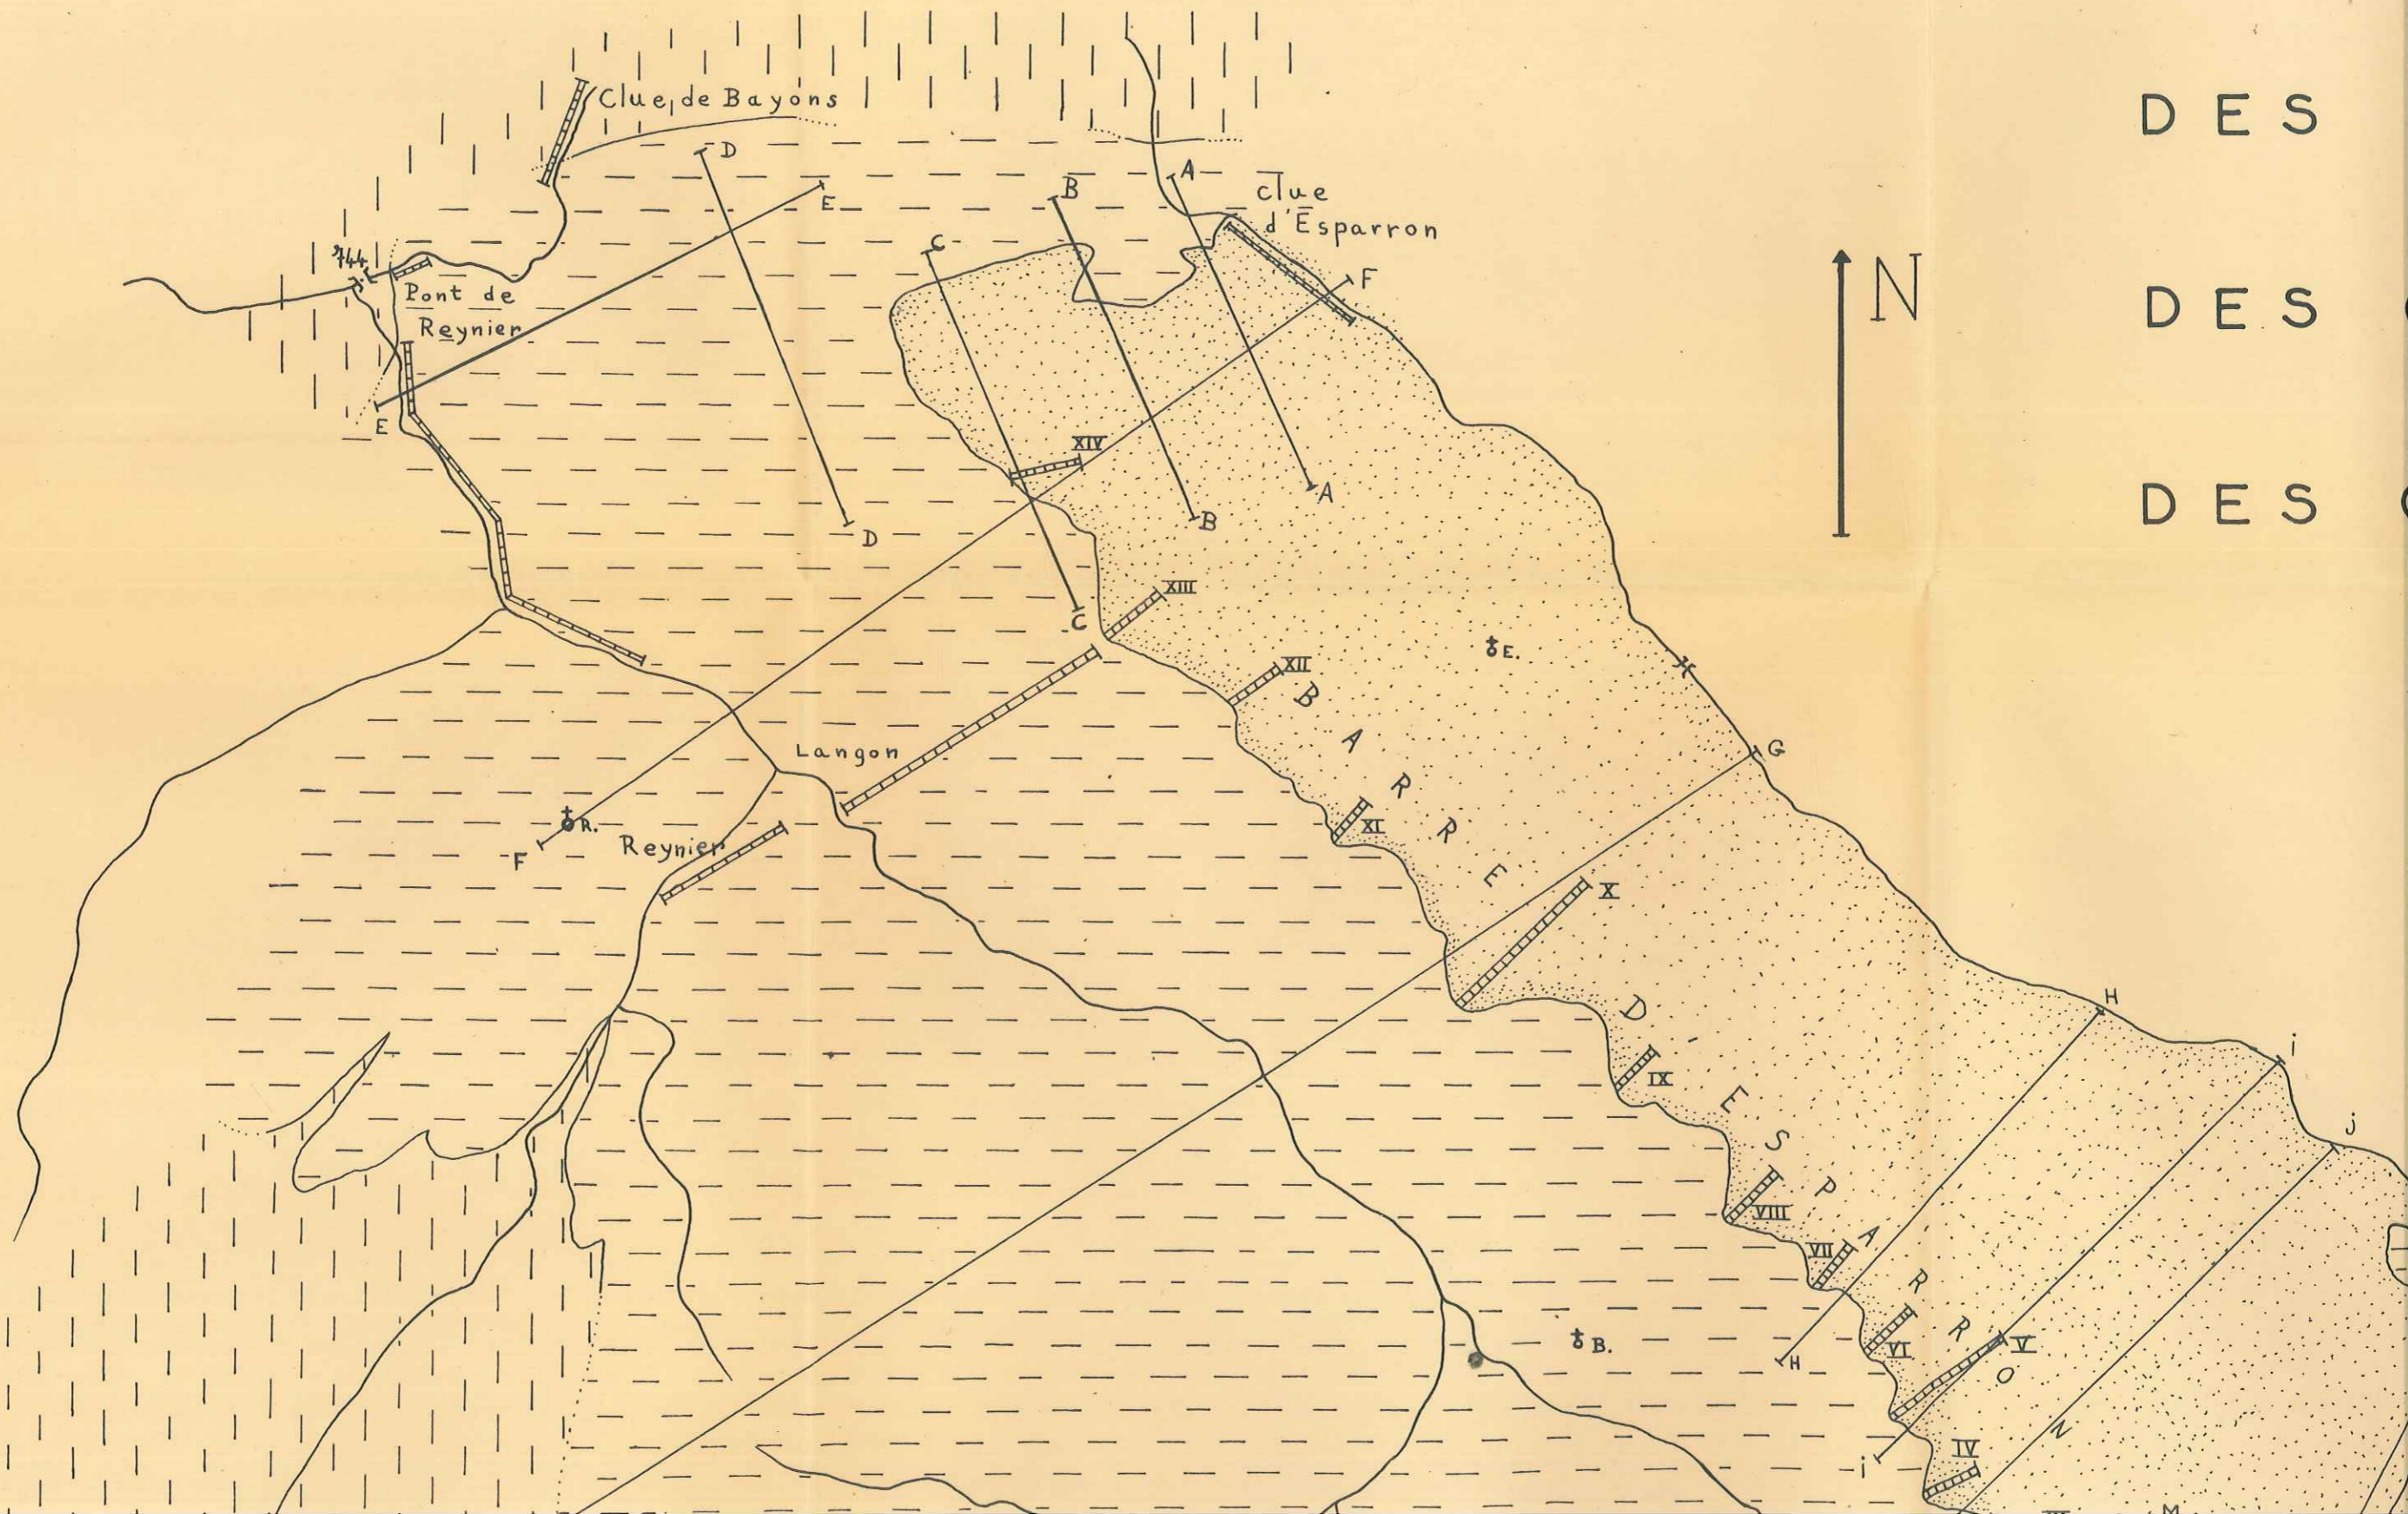 Clue de Bayons
DES
D
A
B
E
clue
d'Esparron
C
744
F
N
Pont de
Reynier
DES
E
XIV
A
B
DES
D
XIII
C
E.
XII
BARRE
G
Langon
R.
F
Reynier
XI
X
D'ESPARRON
H
i
IX
j
VIII
VII
B.
H
VI
V
IV
i
M